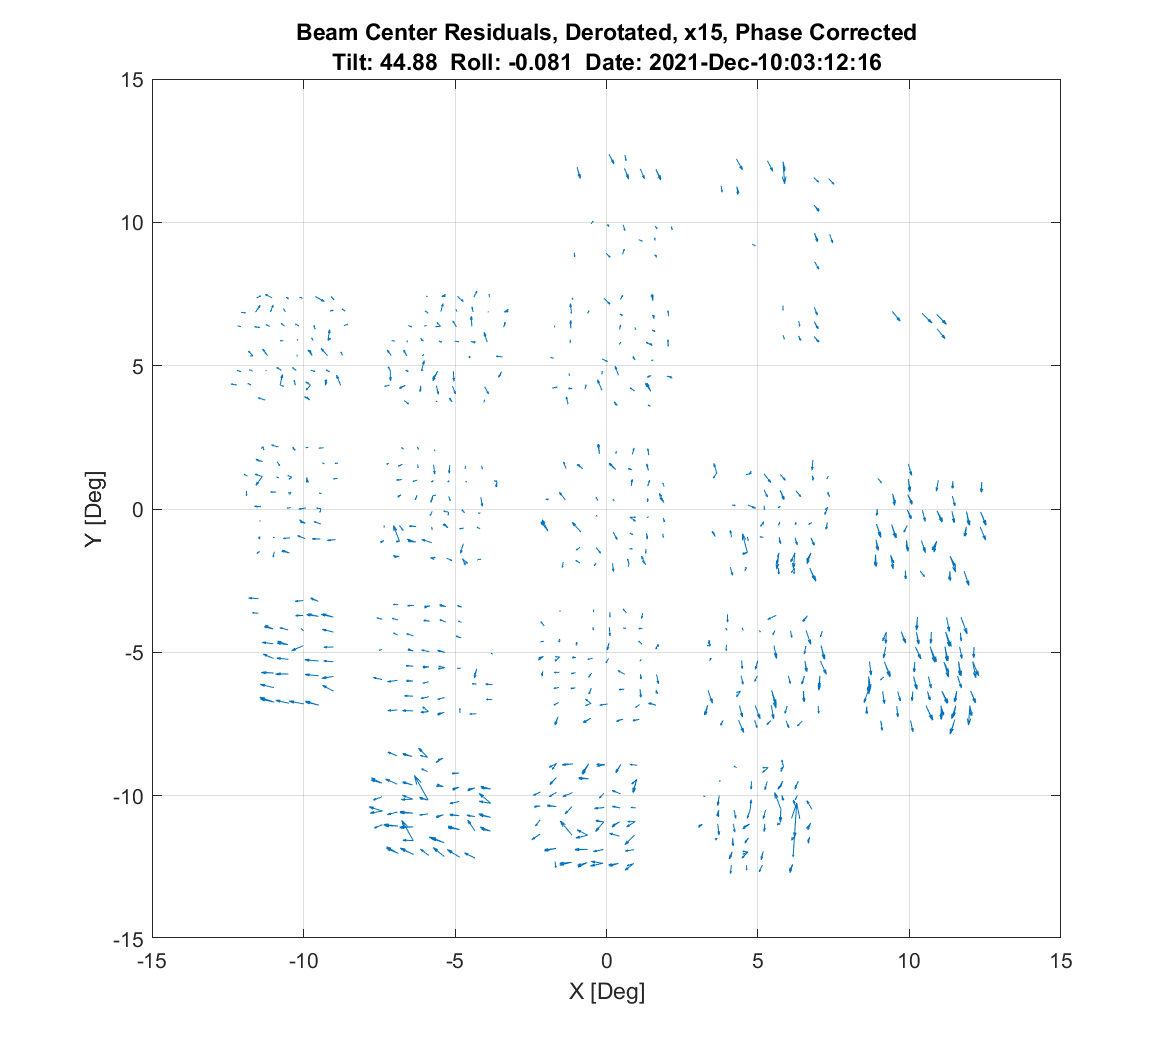 Beam Center Residuals, Derotated, x15, Phase Corrected
Tilt: 44.88 Roll: -0.081 Date: 2021-Dec-10:03:12:16
15
10
5
0
-5
-10
-15
Y [Deg]
-15 -10 -5 0 5 10 15
X [Deg]